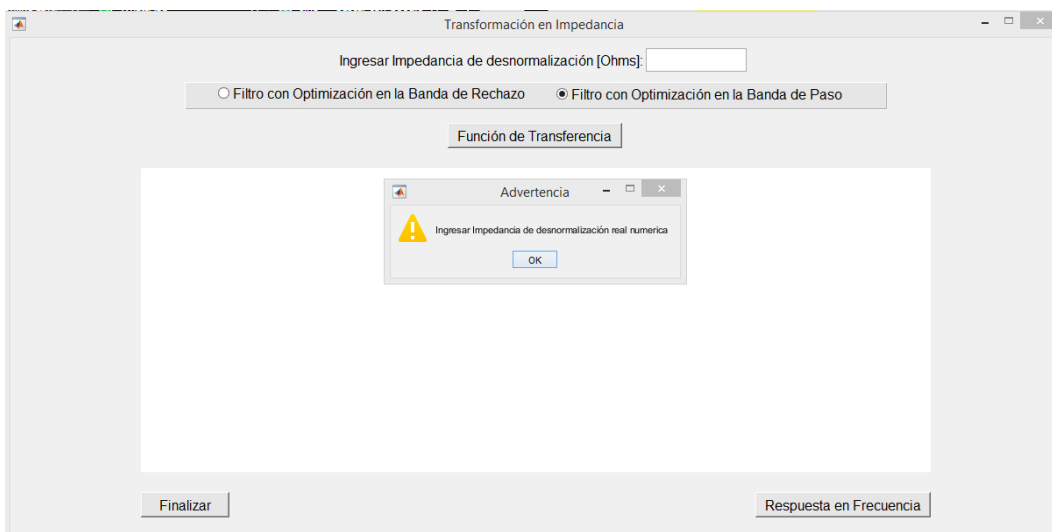 Transformación en Impedancia
Ingresar Impedancia de desnormalización [Ohms]:
Filtro con Optimización en la Banda de Rechazo Filtro con Optimización en la Banda de Paso
Función de Transferencia
Advertencia
Ingresar Impedancia de desnormalización real numerica
OK
Finalizar Respuesta en Frecuencia